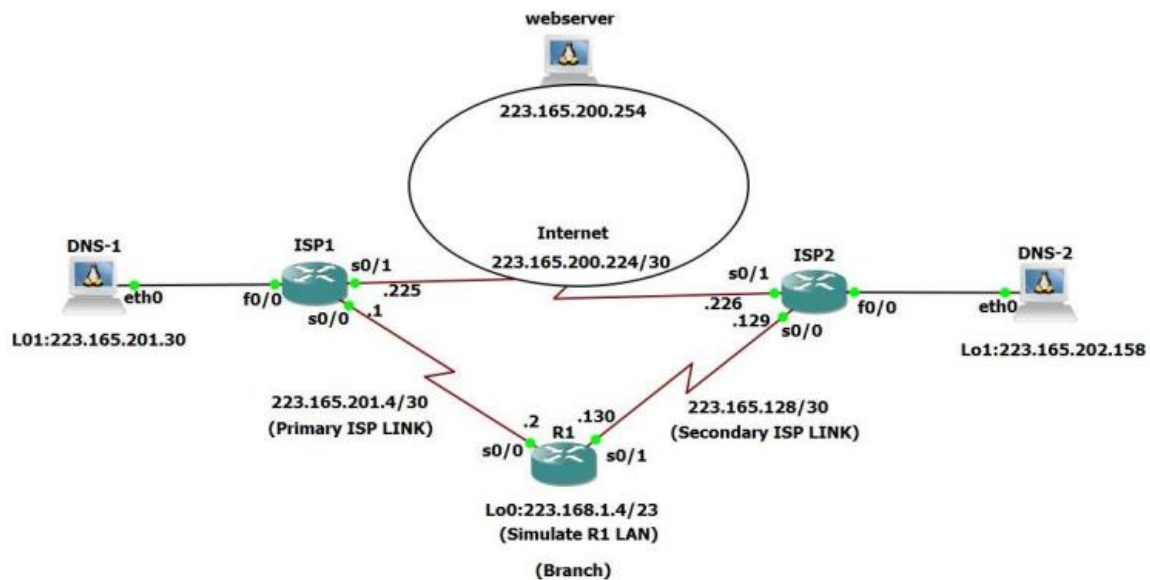 webserver
223.165.200.254
Internet
223.165.200.224/30
DNS-1
eth0
L01:223.165.201.30
ISP1
f0/0
s0/1
.225
s0/0
.1
ISP2
s0/1
.226
.129
s0/0
f0/0
DNS-2
eth0
Lo1:223.165.202.158
223.165.201.4/30
(Primary ISP LINK)
223.165.128/30
(Secondary ISP LINK)
.2
R1
.130
s0/0
s0/1
Lo0:223.168.1.4/23
(Simulate R1 LAN)
(Branch)